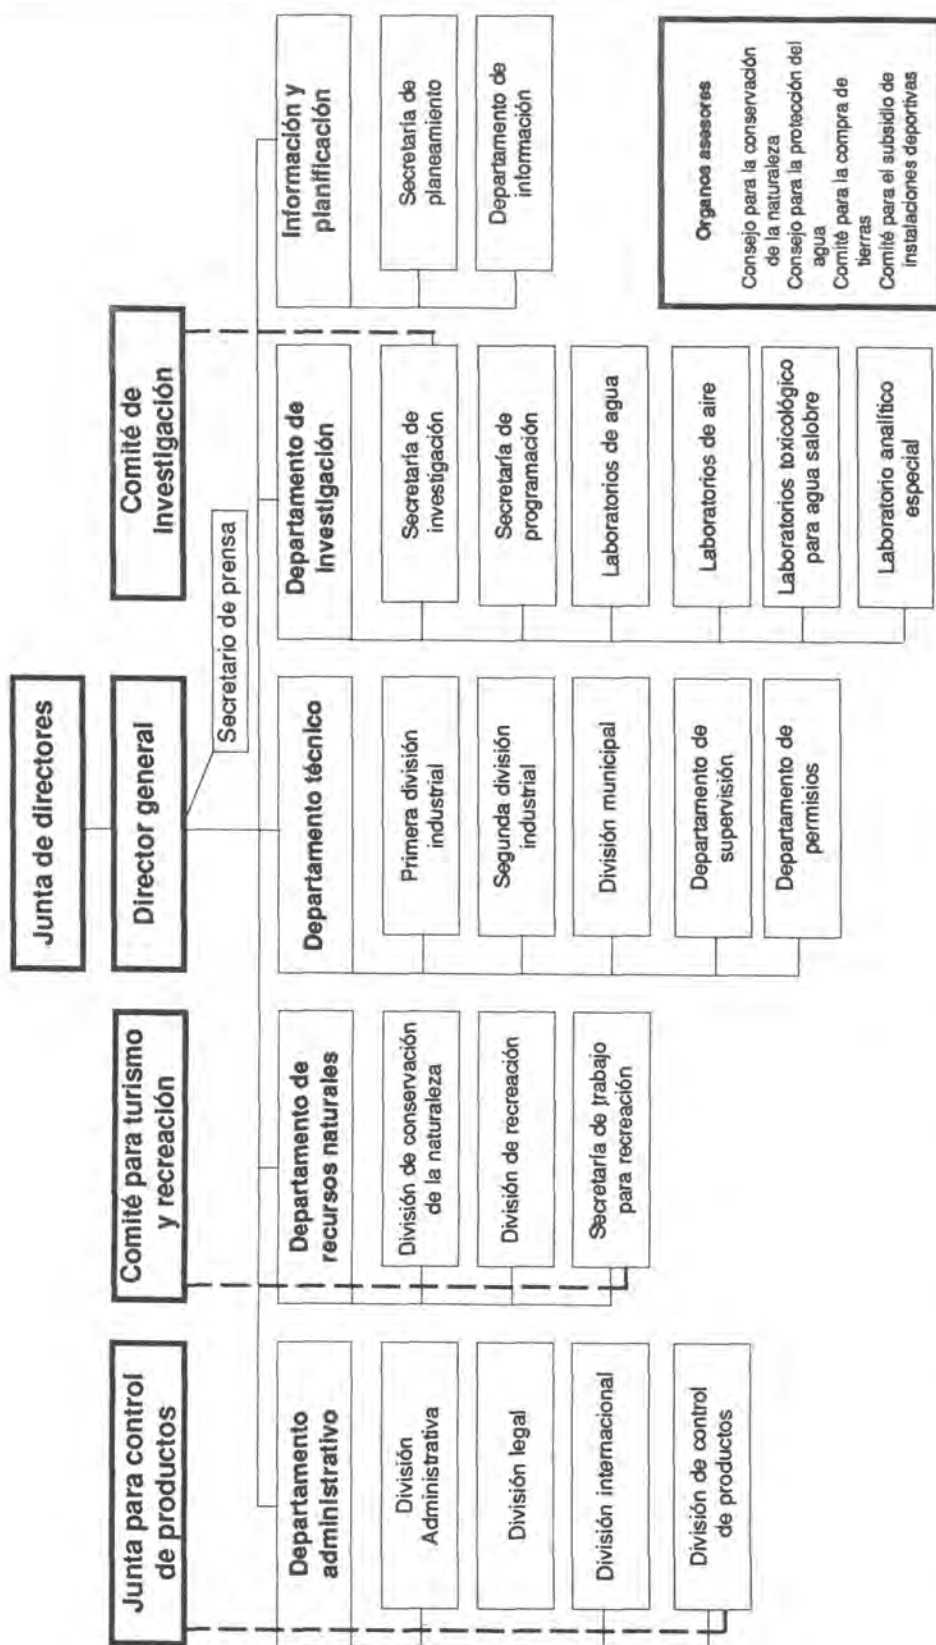 Junta de directores
Junta para control
de productos
Comité para turismo
y recreación
Director general
Comité de
investigación
Secretario de prensa
Departamento
administrativo
División
Administrativa
División legal
División internacional
División de control
de productos
Departamento de
recursos naturales
División de conservación
de la naturaleza
División de recreación
Secretaría de trabajo
para recreación
Departamento técnico
Primera división
industrial
Segunda división
industrial
División municipal
Departamento de
supervisión
Departamento de
permisios
Departamento de
investigación
Secretaría de
investigación
Secretaría de
programación
Laboratorios de agua
Laboratorios de aire
Laboratorios toxicológico
para agua salobre
Laboratorio analítico
especial
Información y
planificación
Secretaria de
planeamiento
Departamento de
información
Organos asesores
Consejo para la conservación
de la naturaleza
Consejo para la protección del
agua
Comité para la compra de
tierras
Comité para el subsidio de
instalaciones deportivas